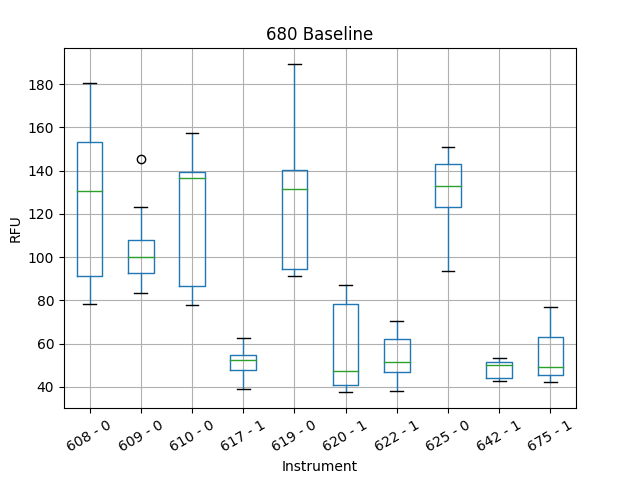 680 Baseline
180
160
140
120
100
80
60
40
RFU
608 - 0
609 - 0
610 - 0
617 - 1
619 - 0
620 - 1
622 - 1
625 - 0
642 - 1
675 - 1
Instrument